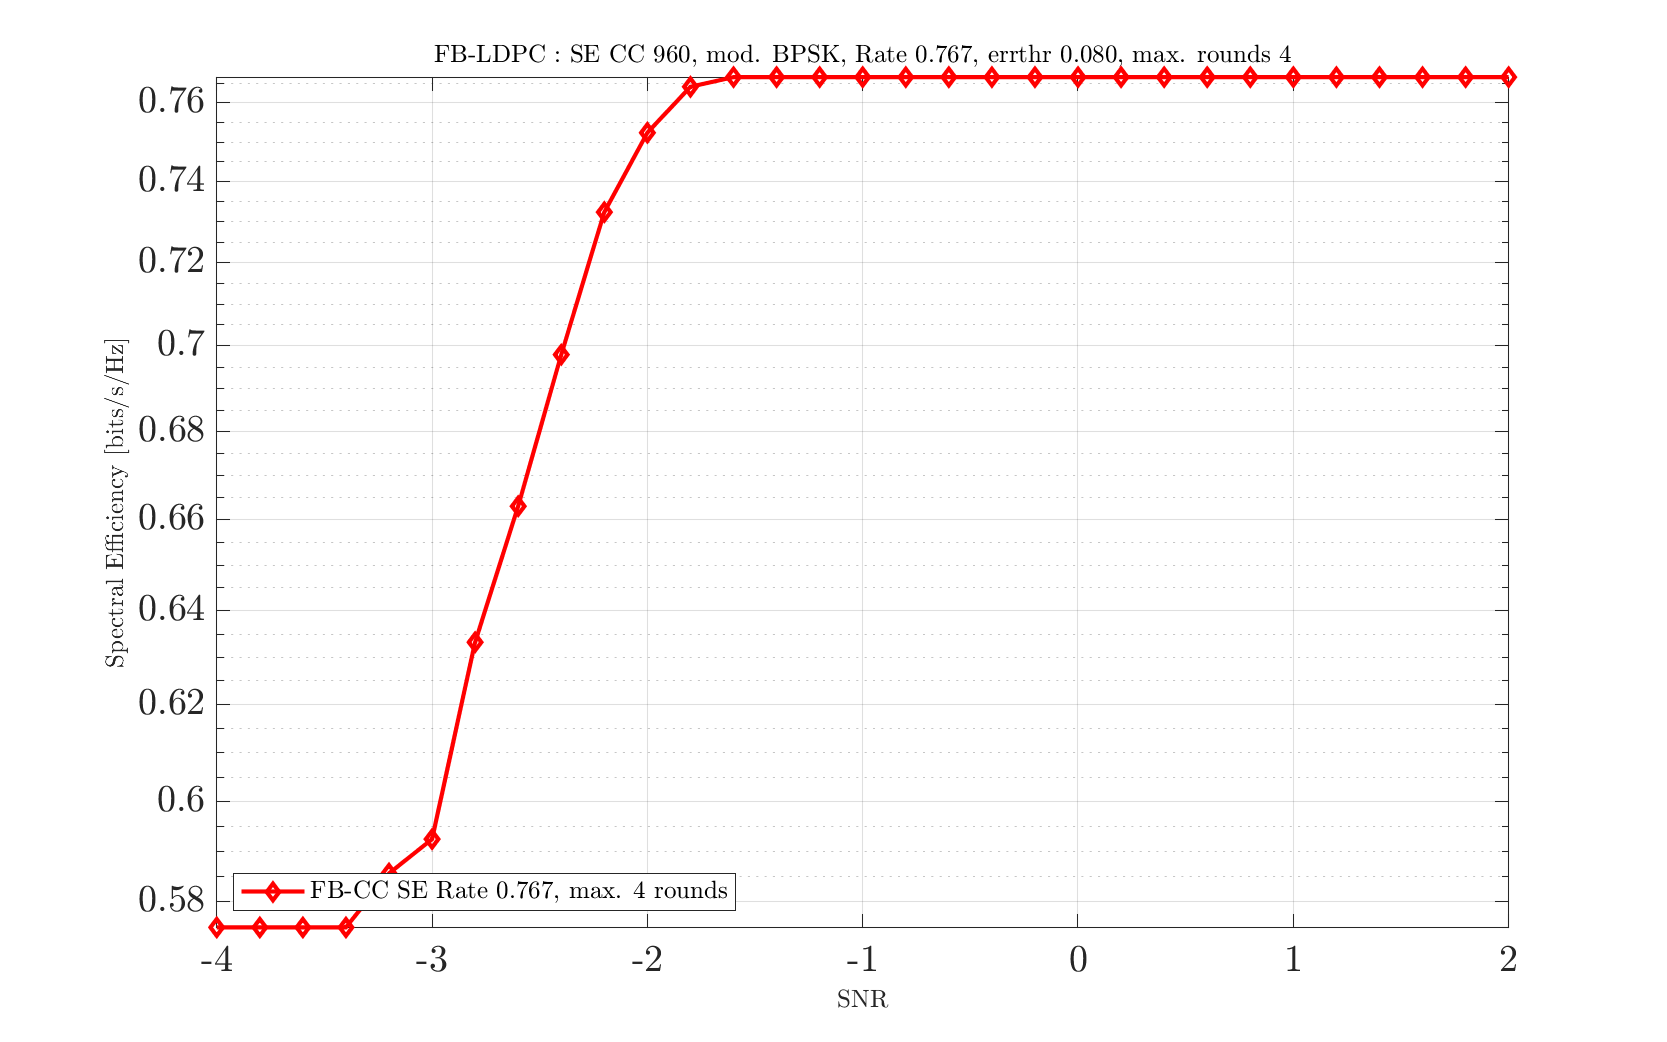 FB-LDPC : SE CC 960, mod. BPSK, Rate 0.767, errthr 0.080, max. rounds 4
0.76
0.74
0.72
0.7
0.68
0.66
0.64
0.62
0.6
0.58
Spectral Efficiency [bits/s/Hz]
FB-CC SE Rate 0.767, max. 4 rounds
-4 -3 -2 -1 0 1 2
SNR